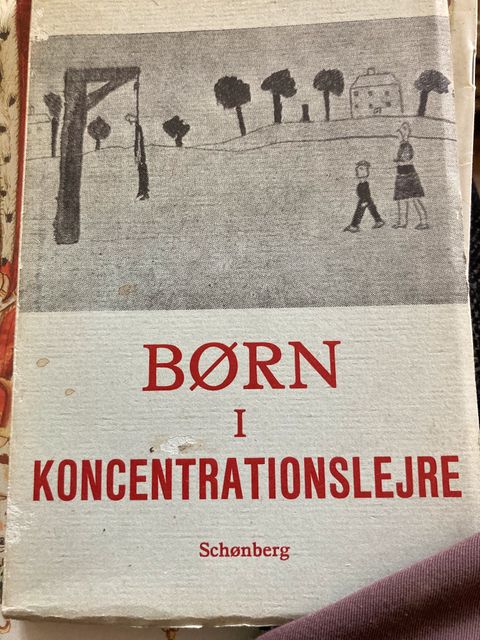 BØRN
I
KONCENTRATIONSLEJRE
Schønberg